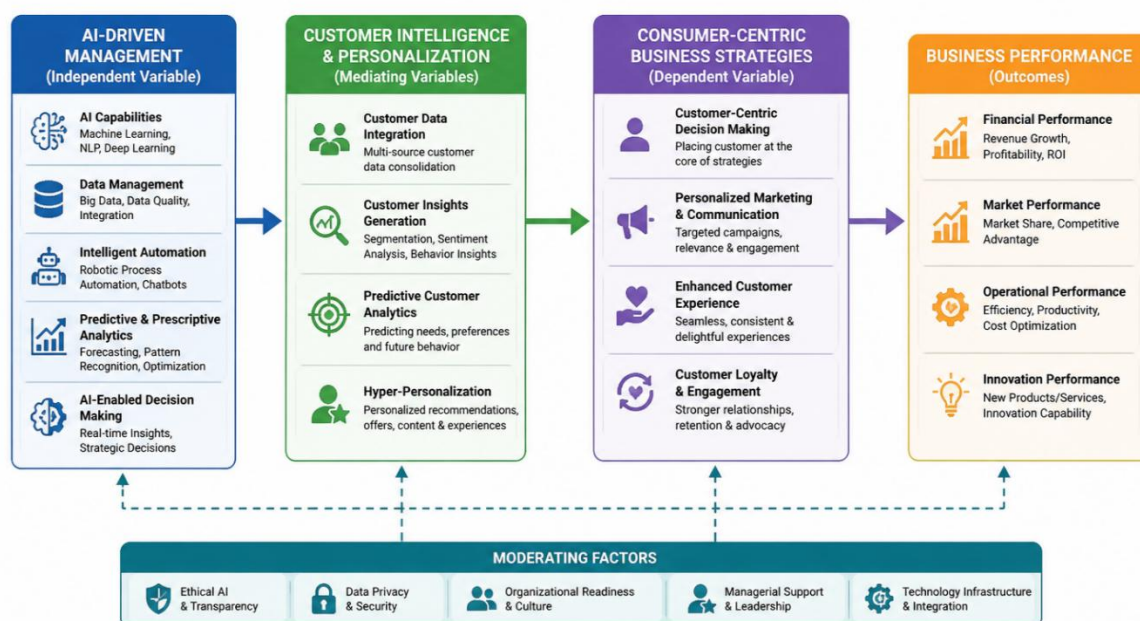 AI-DRIVEN
MANAGEMENT
(Independent Variable)
AI Capabilities
Machine Learning,
NLP, Deep Learning
Data Management
Big Data, Data Quality,
Integration
Intelligent Automation
Robotic Process
Automation, Chatbots
Predictive & Prescriptive
Analytics
Forecasting, Pattern
Recognition, Optimization
AI-Enabled Decision
Making
Real-time Insights,
Strategic Decisions
CUSTOMER INTELLIGENCE
& PERSONALIZATION
(Mediating Variables)
Customer Data
Integration
Multi-source customer
data consolidation
Customer Insights
Generation
Segmentation, Sentiment
Analysis, Behavior Insights
Predictive Customer
Analytics
Predicting needs, preferences
and future behavior
Hyper-Personalization
Personalized recommendations,
offers, content & experiences
CONSUMER-CENTRIC
BUSINESS STRATEGIES
(Dependent Variable)
Customer-Centric
Decision Making
Placing customer at the
core of strategies
Personalized Marketing
& Communication
Targeted campaigns,
relevance & engagement
Enhanced Customer
Experience
Seamless, consistent &
delightful experiences
Customer Loyalty
& Engagement
Stronger relationships,
retention & advocacy
BUSINESS PERFORMANCE
(Outcomes)
Financial Performance
Revenue Growth,
Profitability, ROI
Market Performance
Market Share, Competitive
Advantage
Operational Performance
Efficiency, Productivity,
Cost Optimization
Innovation Performance
New Products/Services,
Innovation Capability
MODERATING FACTORS
Ethical AI
& Transparency
Data Privacy
& Security
Organizational Readiness
& Culture
Managerial Support
& Leadership
Technology Infrastructure
& Integration